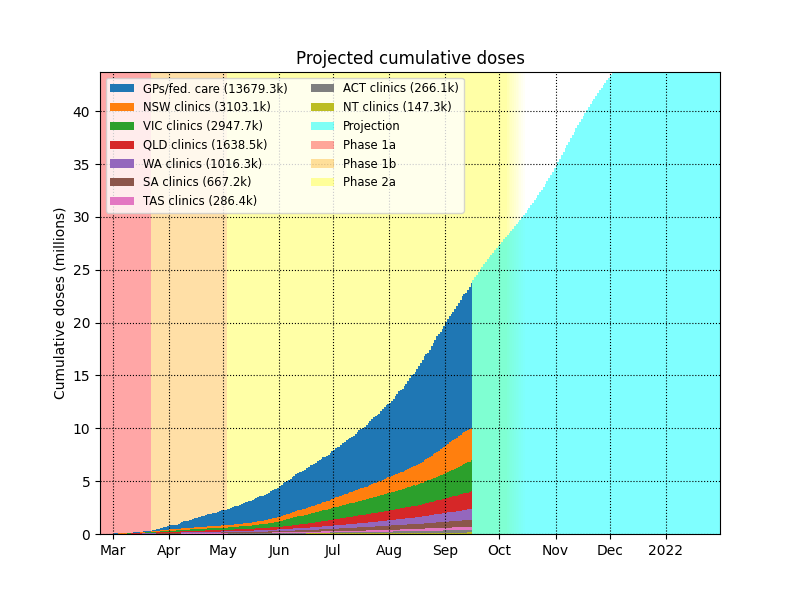 Projected cumulative doses
GPs/fed. care (13679.3k)
NSW clinics (3103.1k)
VIC clinics (2947.7k)
QLD clinics (1638.5k)
WA clinics (1016.3k)
SA clinics (667.2k)
TAS clinics (286.4k)
ACT clinics (266.1k)
NT clinics (147.3k)
Projection
Phase 1a
Phase 1b
Phase 2a
Cumulative doses (millions)
40
35
30
25
20
15
10
5
0
Mar Apr May Jun Jul Aug Sep Oct Nov Dec 2022